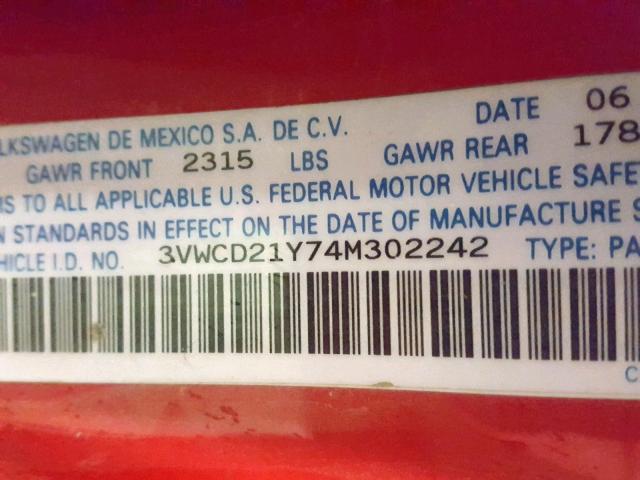 LKSWAGEN DE MEXICO S.A. DE C.V. DATE 06
GAWR FRONT 2315 LBS GAWR REAR 178
MS TO ALL APPLICABLE U.S. FEDERAL MOTOR VEHICLE SAFE
N STANDARDS IN EFFECT ON THE DATE OF MANUFACTURE S
VEHICLE I.D. NO. 3VWCD21Y74M302242 TYPE: PA
C